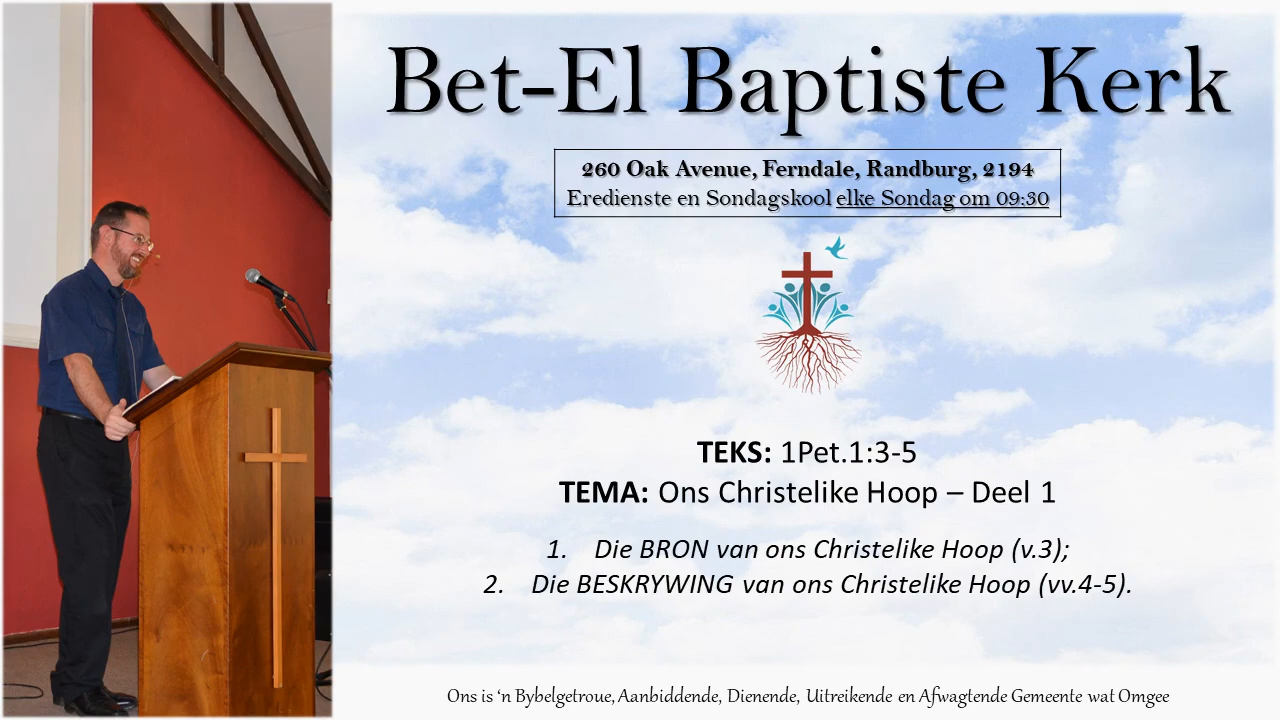 Bet-El Baptiste Kerk
260 Oak Avenue, Ferndale, Randburg, 2194
Eredienste en Sondagskool elke Sondag om 09:30
TEKS: 1Pet.1:3-5
TEMA: Ons Christelike Hoop – Deel 1
1. Die BRON van ons Christelike Hoop (v.3);
2. Die BESKRYWING van ons Christelike Hoop (vv.4-5).
Ons is ‘n Bybelgetroue, Aanbiddende, Dienende, Uitreikende en Afwagtende Gemeente wat Omgee